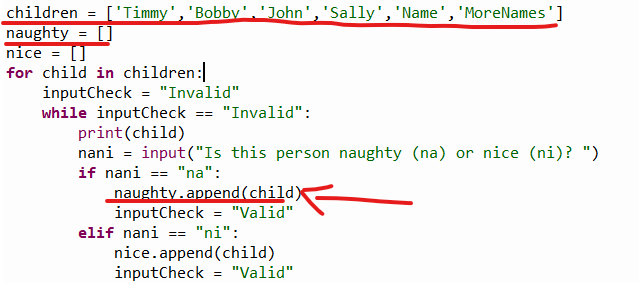 children = ['Timmy','Bobby','John','Sally','Name','MoreNames']
naughty = []
nice = []
for child in children:
    inputCheck = "Invalid"
    while inputCheck == "Invalid":
        print(child)
        nani = input("Is this person naughty (na) or nice (ni)? ")
        if nani == "na":
            naughty.append(child)
            inputCheck = "Valid"
        elif nani == "ni":
            nice.append(child)
            inputCheck = "Valid"